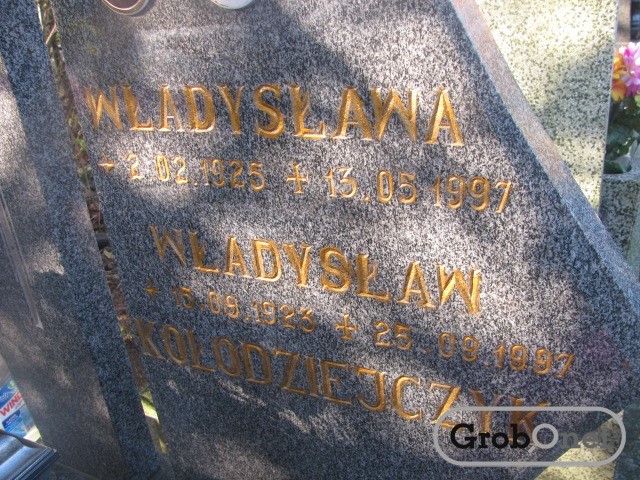 WŁADYSŁAWA
* 2.02.1925 + 13.05.1997
WŁADYSŁAW
* 15.09.1923 + 25.09.1997
KOŁODZIEJCZYK
GrobOnet